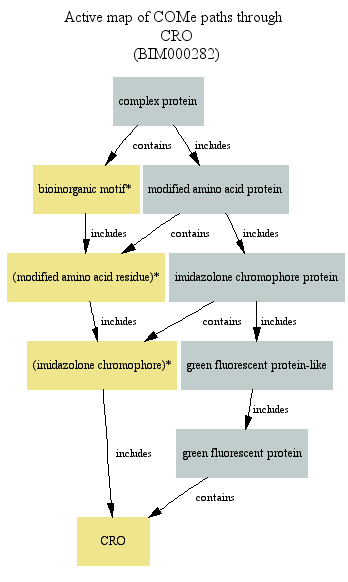 Active map of COMe paths through
CRO
(BIM000282)
complex protein
contains
includes
bioinorganic motif*
modified amino acid protein
includes
contains
includes
(modified amino acid residue)*
imidazolone chromophore protein
includes
contains
includes
(imidazolone chromophore)*
green fluorescent protein-like
includes
includes
green fluorescent protein
contains
CRO